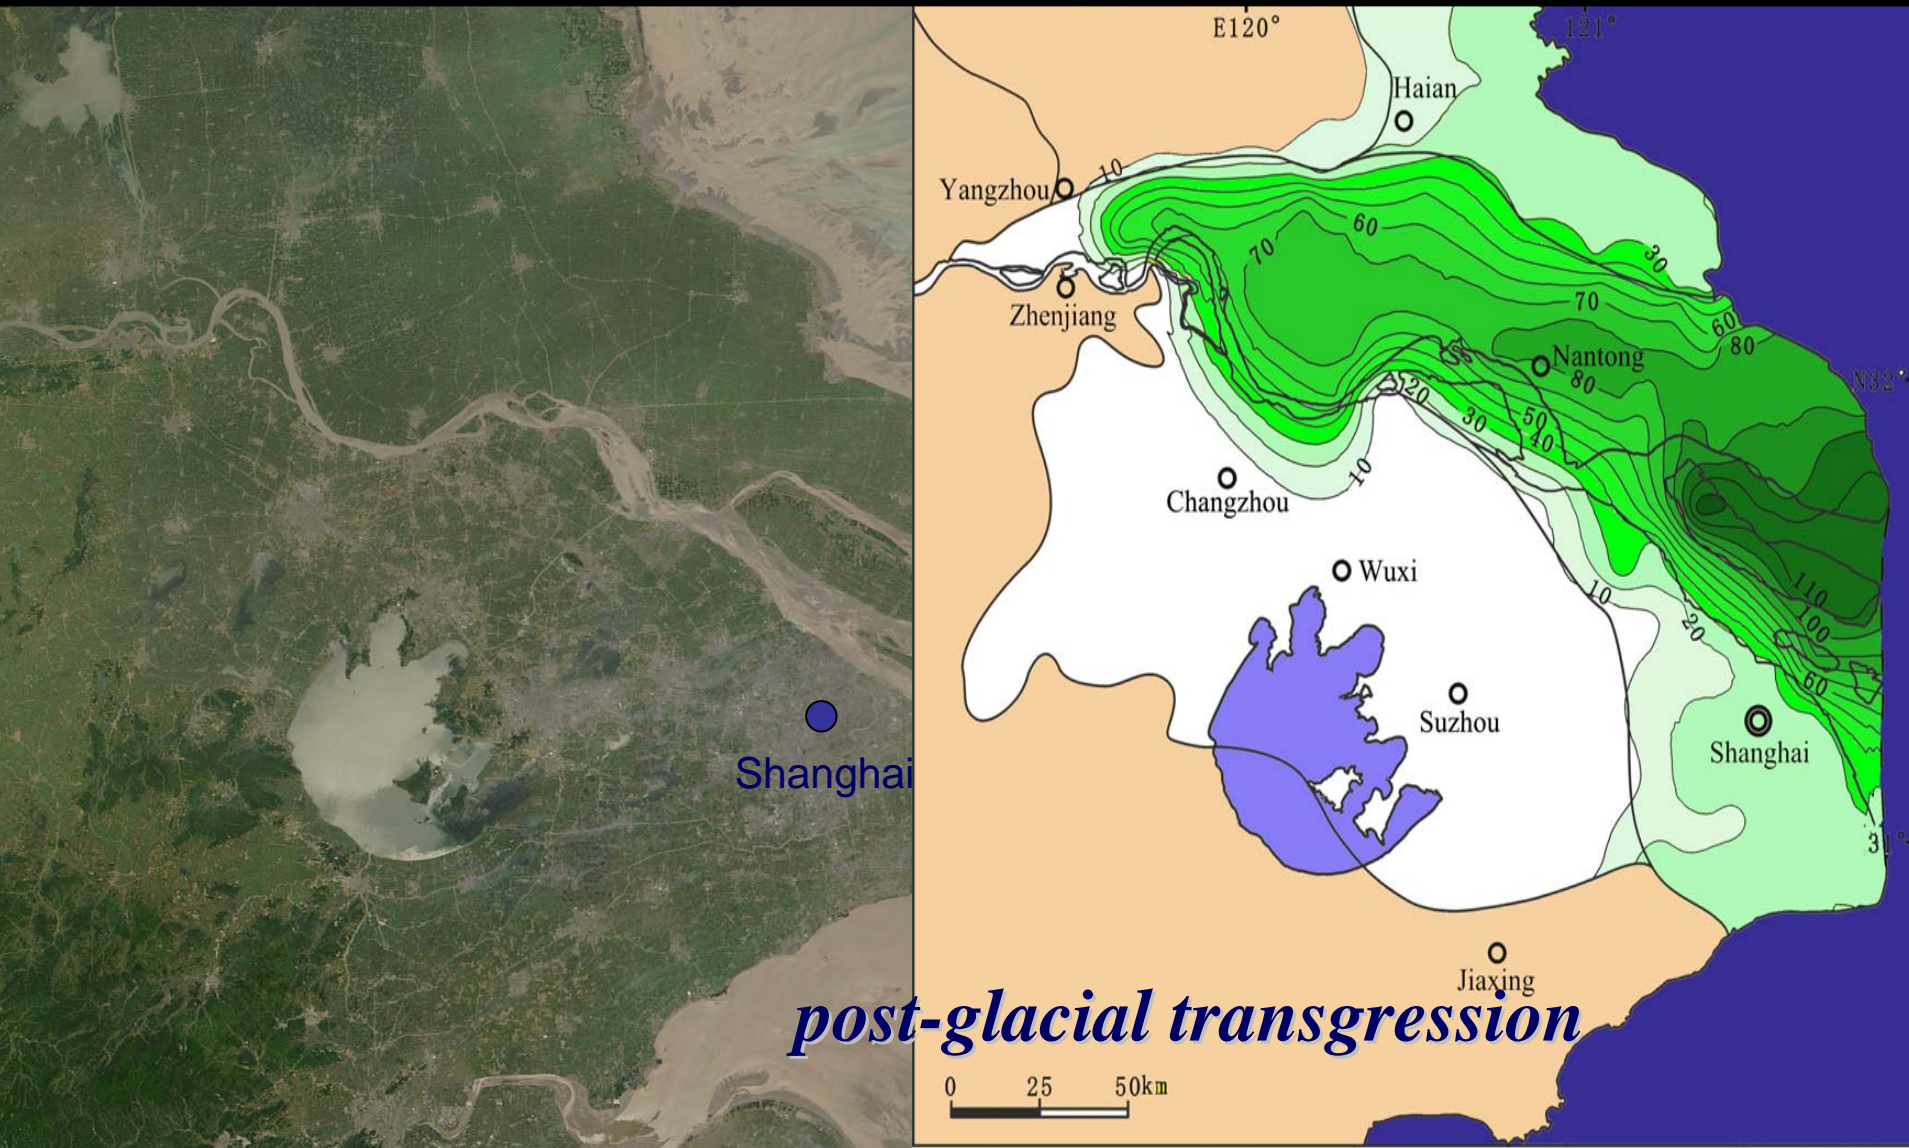 E120°
121°
Haian
10
Yangzhou
60
70
30
Zhenjiang
70
60
80
Nantong
N32°
80
20
30
50
40
10
Changzhou
Wuxi
10
110
100
20
60
Suzhou
Shanghai
Shanghai
31°
Jiaxing
post-glacial transgression
0 25 50km